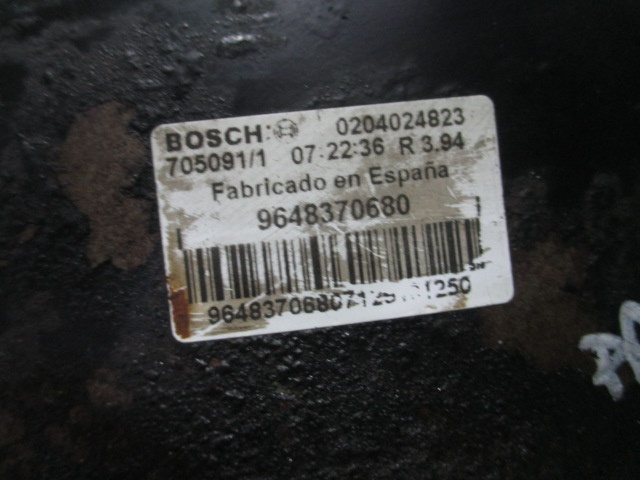 BOSCH 0204024823
705091/1 07:22:36 R 3.94
Fabricado en España
9648370680